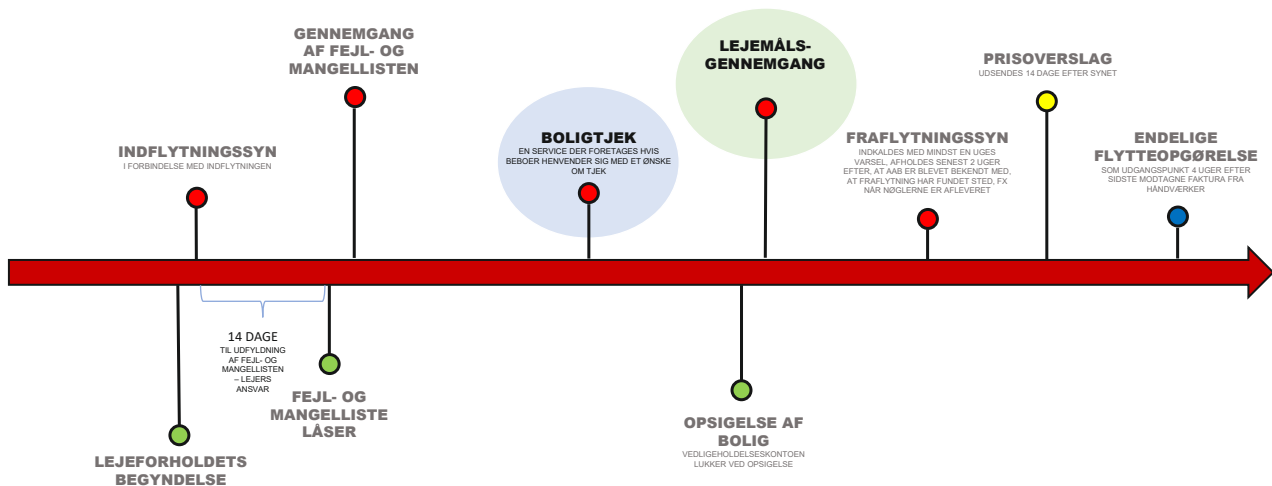 GENNEMGANG
AF FEJL- OG
MANGELLISTEN
LEJEMÅLS-
GENNEMGANG
PRISOVERSLAG
UDSENDES 14 DAGE EFTER SYNET
INDFLYTNINGSSYN
I FORBINDELSE MED INDFLYTNINGEN
BOLIGTJEK
EN SERVICE DER FORETAGES HVIS
BEBOER HENVENDER SIG MED ET ØNSKE
OM TJEK
FRAFLYTNINGSSYN
INDKALDES MED MINDST EN UGES
VARSEL, AFHOLDES SENEST 2 UGER
EFTER, AT AAB ER BLEVET BEKENDT MED,
AT FRAFLYTNING HAR FUNDET STED, FX
NÅR NØGLERNE ER AFLEVERET
ENDELIGE
FLYTTEOPGØRELSE
SOM UDGANGSPUNKT 4 UGER EFTER
SIDSTE MODTAGNE FAKTURA FRA
HÅNDVÆRKER
14 DAGE
TIL UDFYLDNING
AF FEJL- OG
MANGELLISTEN
– LEJERS
ANSVAR
FEJL- OG
MANGELLISTE
LÅSER
LEJEFORHOLDETS
BEGYNDELSE
OPSIGELSE AF
BOLIG
VEDLIGEHOLDELSESKONTOEN
LUKKER VED OPSIGELSE